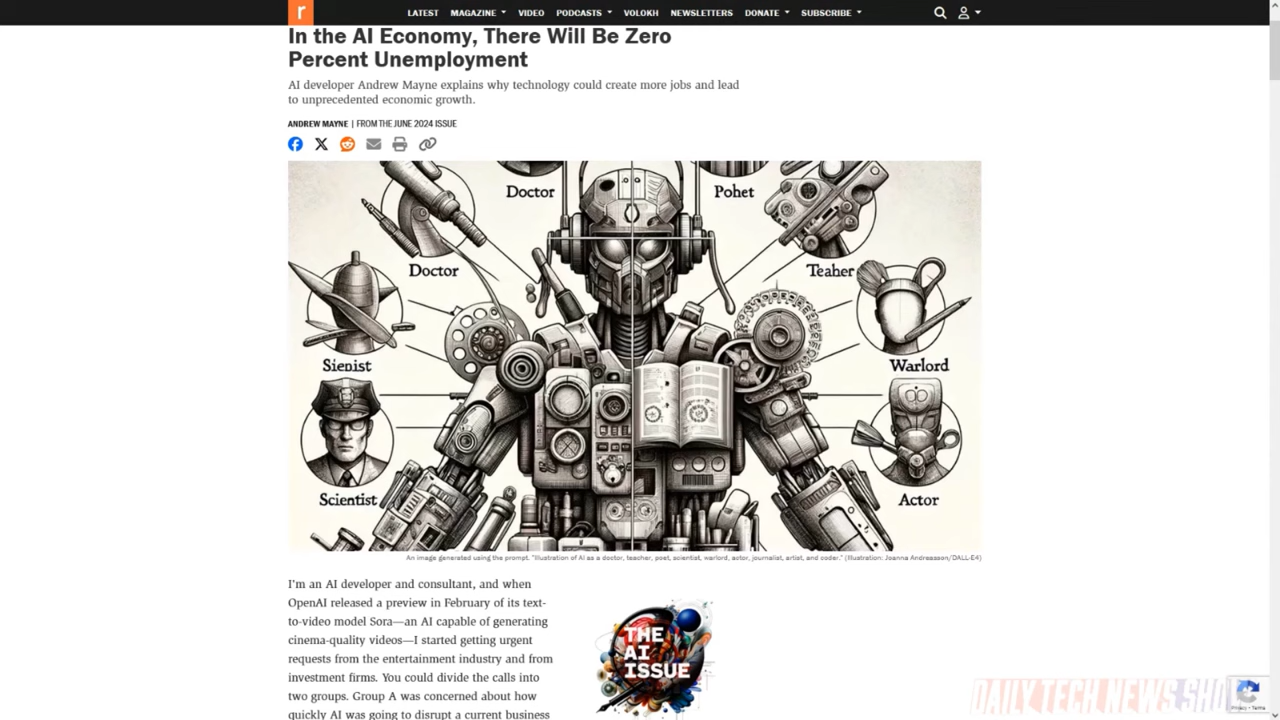 r
LATEST MAGAZINE VIDEO PODCASTS VOLOKH NEWSLETTERS DONATE SUBSCRIBE
In the AI Economy, There Will Be Zero
Percent Unemployment
AI developer Andrew Mayne explains why technology could create more jobs and lead
to unprecedented economic growth.
ANDREW MAYNE | FROM THE JUNE 2024 ISSUE
Doctor
Pohet
Doctor
Teaher
Sienist
Warlord
Scientist
Actor
An image generated using the prompt, "Illustration of AI as a doctor, teacher, poet, scientist, warlord, actor, journalist, artist, and coder." (Illustration: Joanna Andreasson/DALL-E4)
I'm an AI developer and consultant, and when
OpenAI released a preview in February of its text-
to-video model Sora—an AI capable of generating
cinema-quality videos—I started getting urgent
requests from the entertainment industry and from
investment firms. You could divide the calls into
two groups. Group A was concerned about how
quickly AI was going to disrupt a current business
THE
AI
ISSUE
DAILY TECH NEWS SHOW
Privacy - Terms